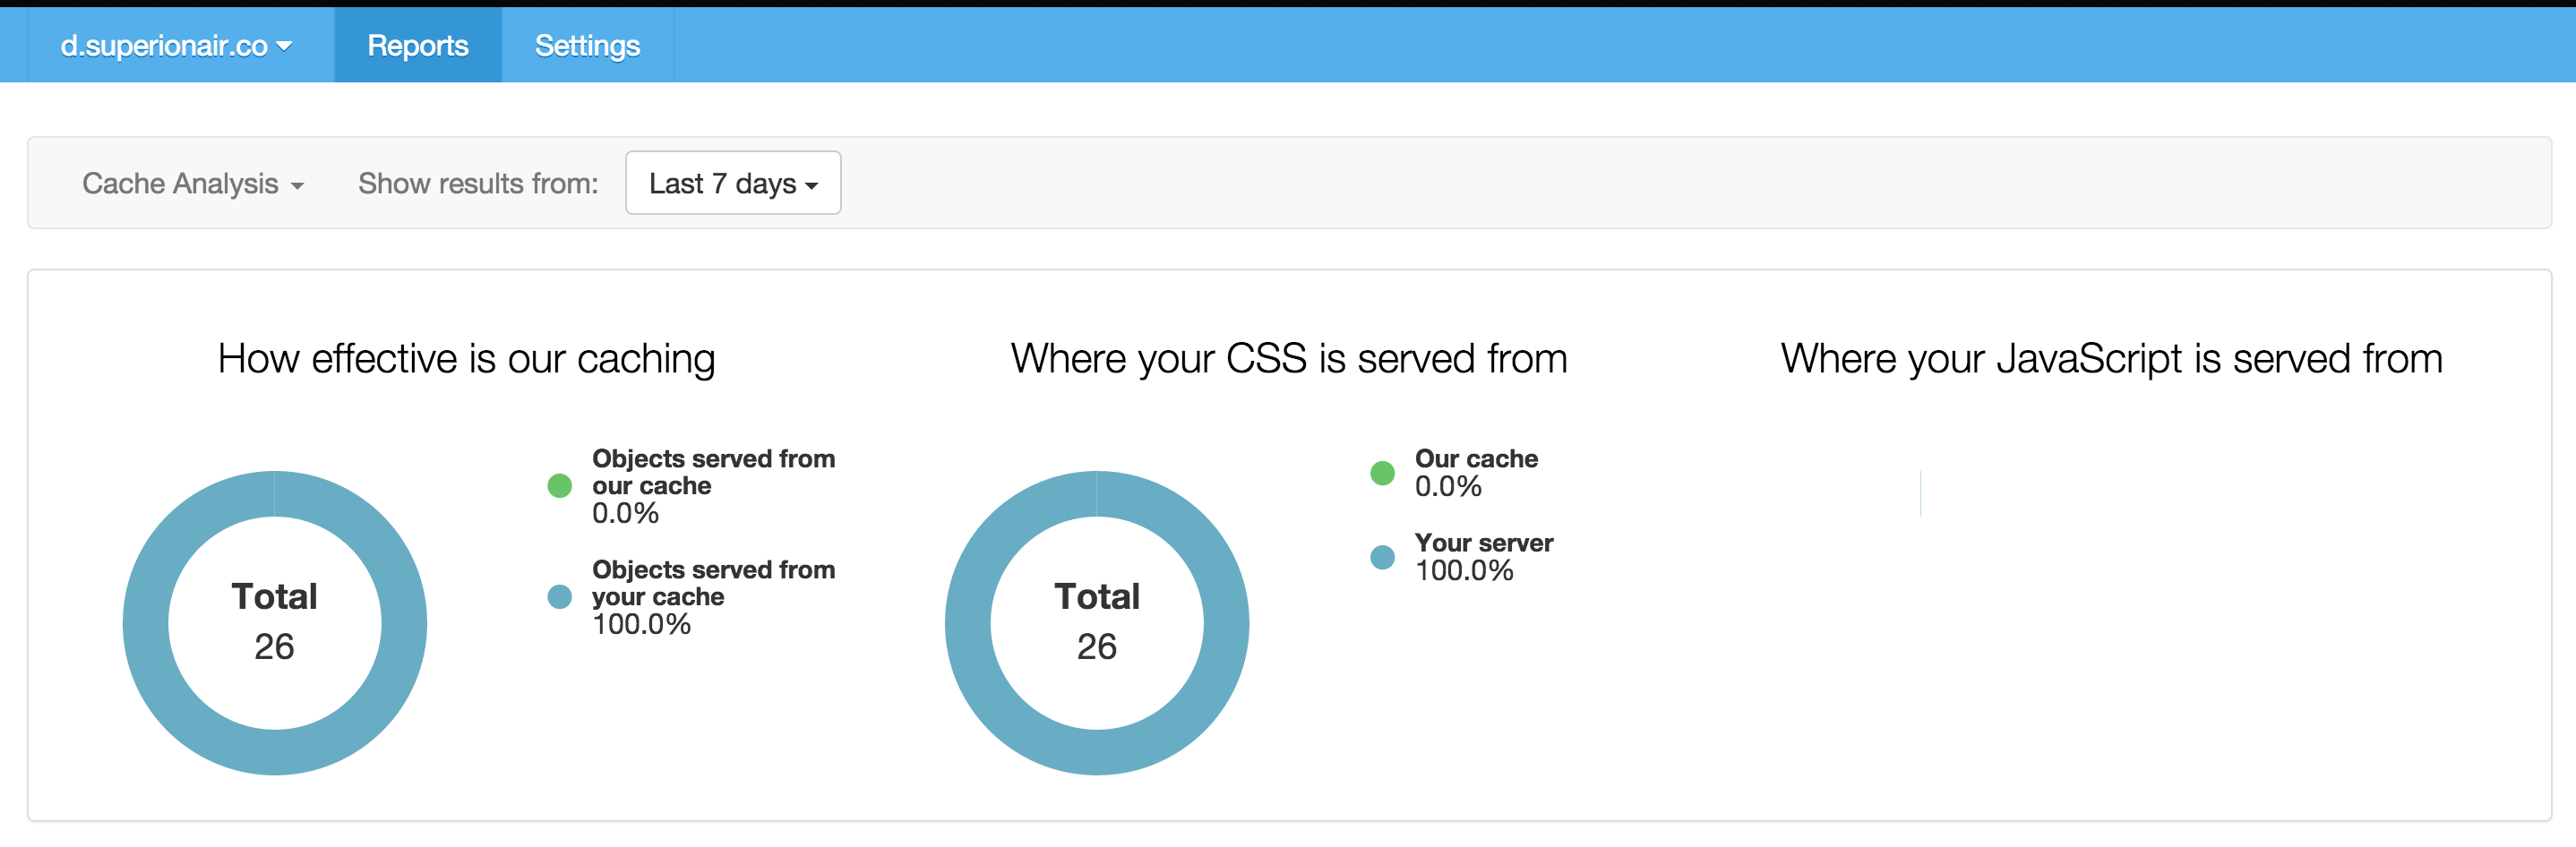 d.superionair.co Reports Settings
Cache Analysis Show results from: Last 7 days
How effective is our caching
Objects served from
our cache
0.0%
Objects served from
your cache
100.0%
Total
26
Where your CSS is served from
Our cache
0.0%
Your server
100.0%
Total
26
Where your JavaScript is served from